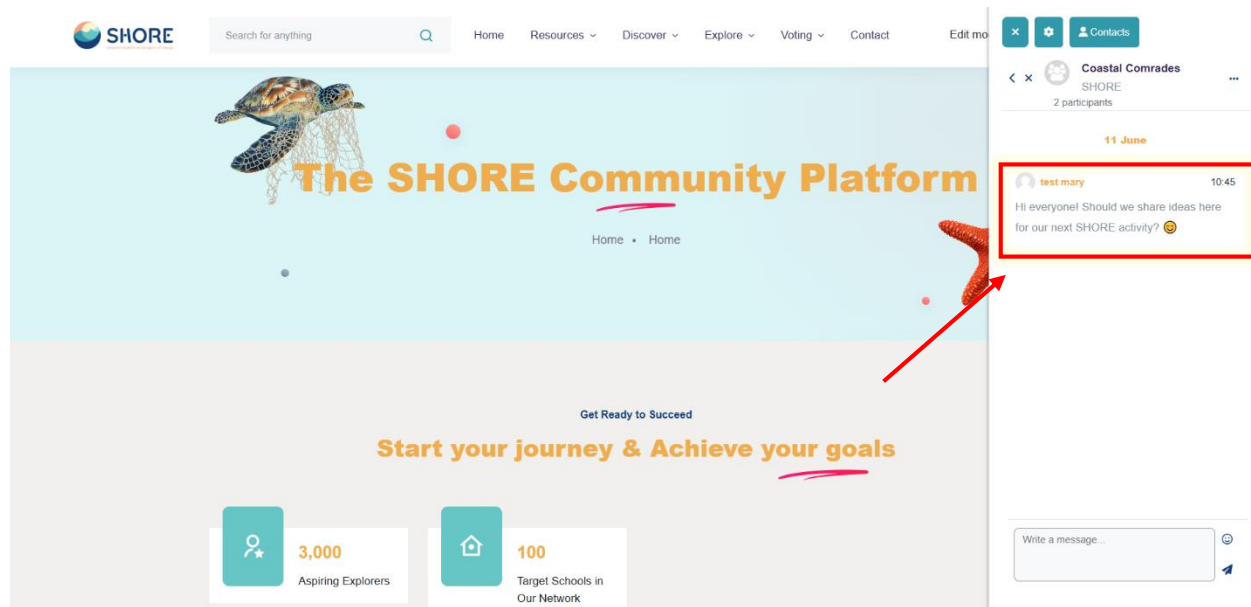 SHORE
Search for anything
Home
Resources
Discover
Explore
Voting
Contact
Edit mo
Contacts
Coastal Comrades
SHORE
2 participants
11 June
test mary
10:45
Hi everyone! Should we share ideas here
for our next SHORE activity?
The SHORE Community Platform
Home • Home
Get Ready to Succeed
Start your journey & Achieve your goals
3,000
Aspiring Explorers
100
Target Schools in
Our Network
Write a message...